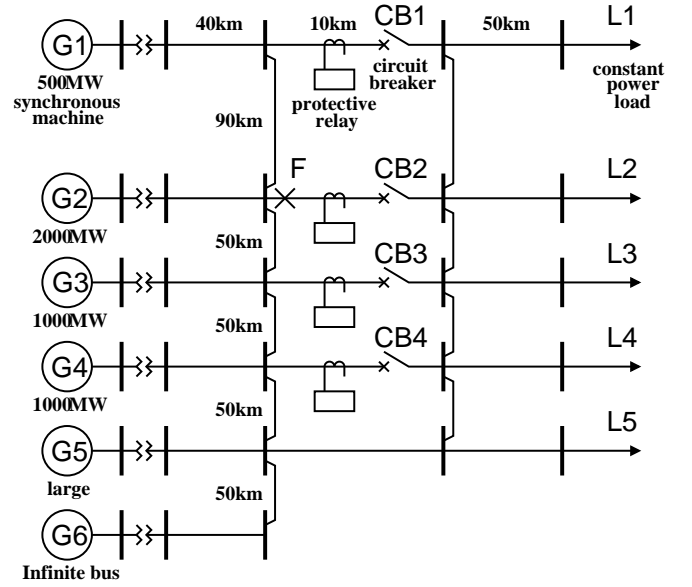 40km 10km CB1 50km L1
G1
500MW
synchronous
machine
circuit
breaker
protective
relay
constant
power
load
90km
F CB2 L2
G2
2000MW
50km CB3 L3
G3
1000MW
50km CB4 L4
G4
1000MW
50km L5
G5
large
50km
G6
Infinite bus